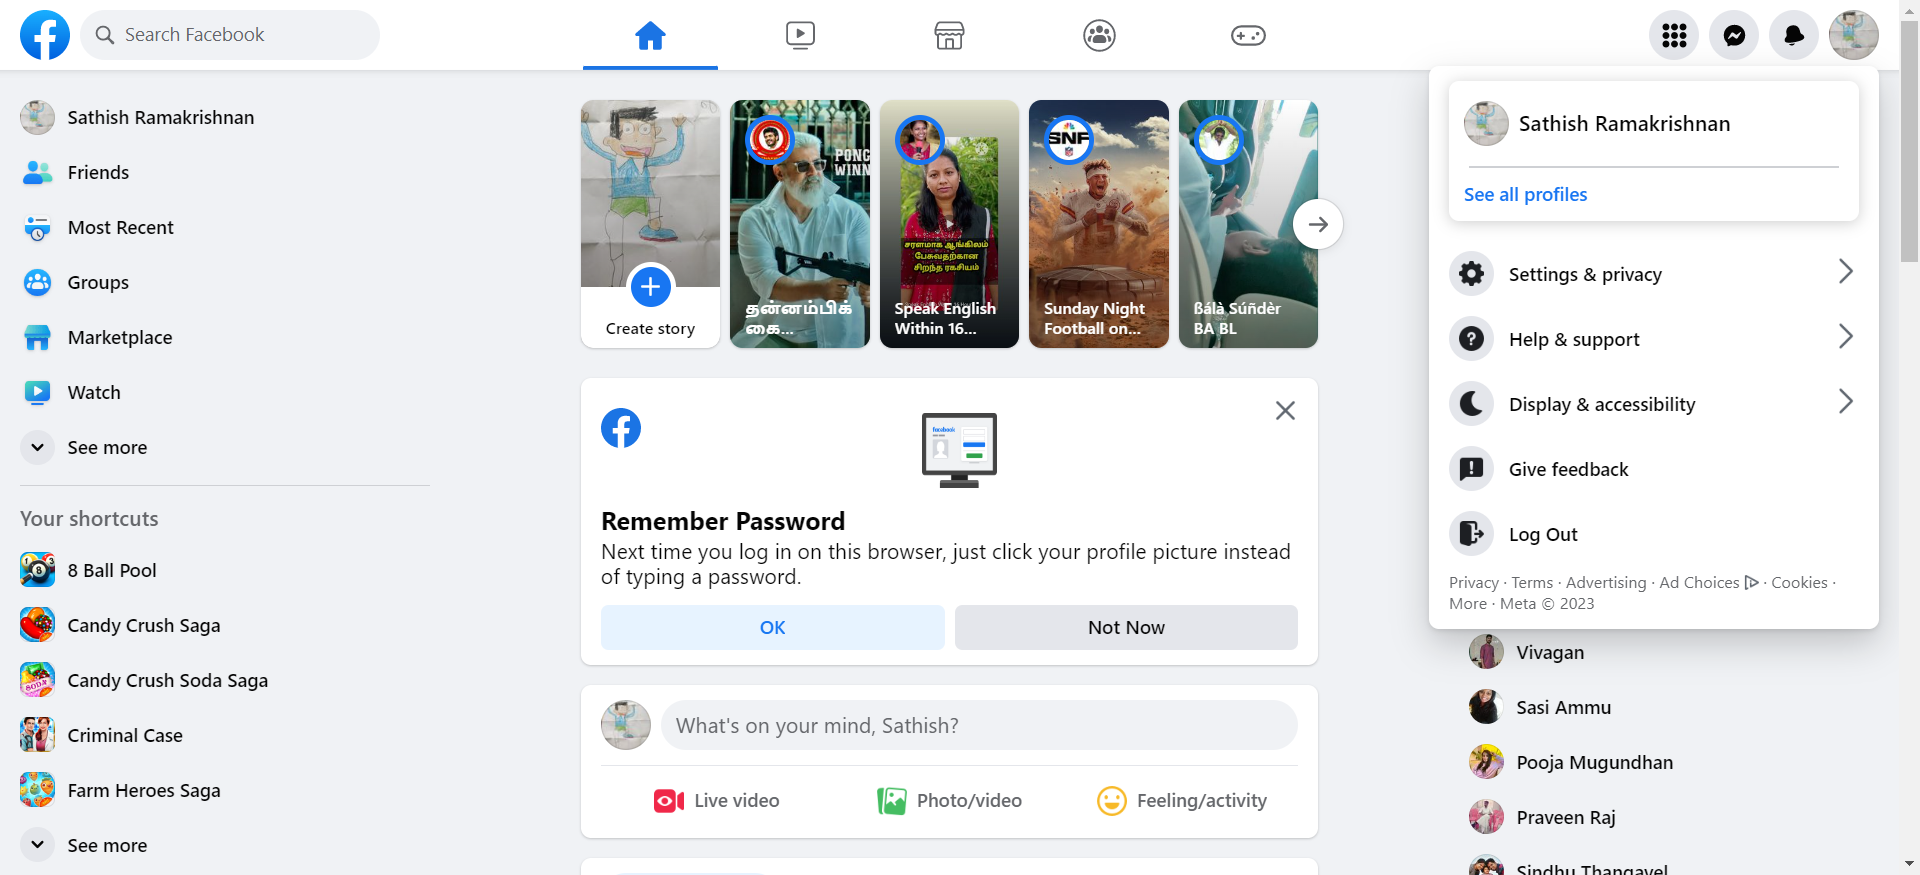 Search Facebook
Sathish Ramakrishnan
Friends
Most Recent
Groups
Marketplace
Watch
See more
Your shortcuts
8 Ball Pool
Candy Crush Saga
Candy Crush Soda Saga
Criminal Case
Farm Heroes Saga
See more
Create story
PONG
WINN
தன்னம்பிக்
கை...
சரளமாக ஆங்கிலம்
பேசுவதற்கான
சிறந்த ரகசியம்
Speak English
Within 16...
SNF
Sunday Night
Football on...
ßálà Súñdèr
BA BL
facebook
Remember Password
Next time you log in on this browser, just click your profile picture instead
of typing a password.
OK
Not Now
What's on your mind, Sathish?
Live video
Photo/video
Feeling/activity
Sathish Ramakrishnan
See all profiles
Settings & privacy
Help & support
Display & accessibility
Give feedback
Log Out
Privacy · Terms · Advertising · Ad Choices · Cookies ·
More · Meta © 2023
Vivagan
Sasi Ammu
Pooja Mugundhan
Praveen Raj
Sindhu Thangavel